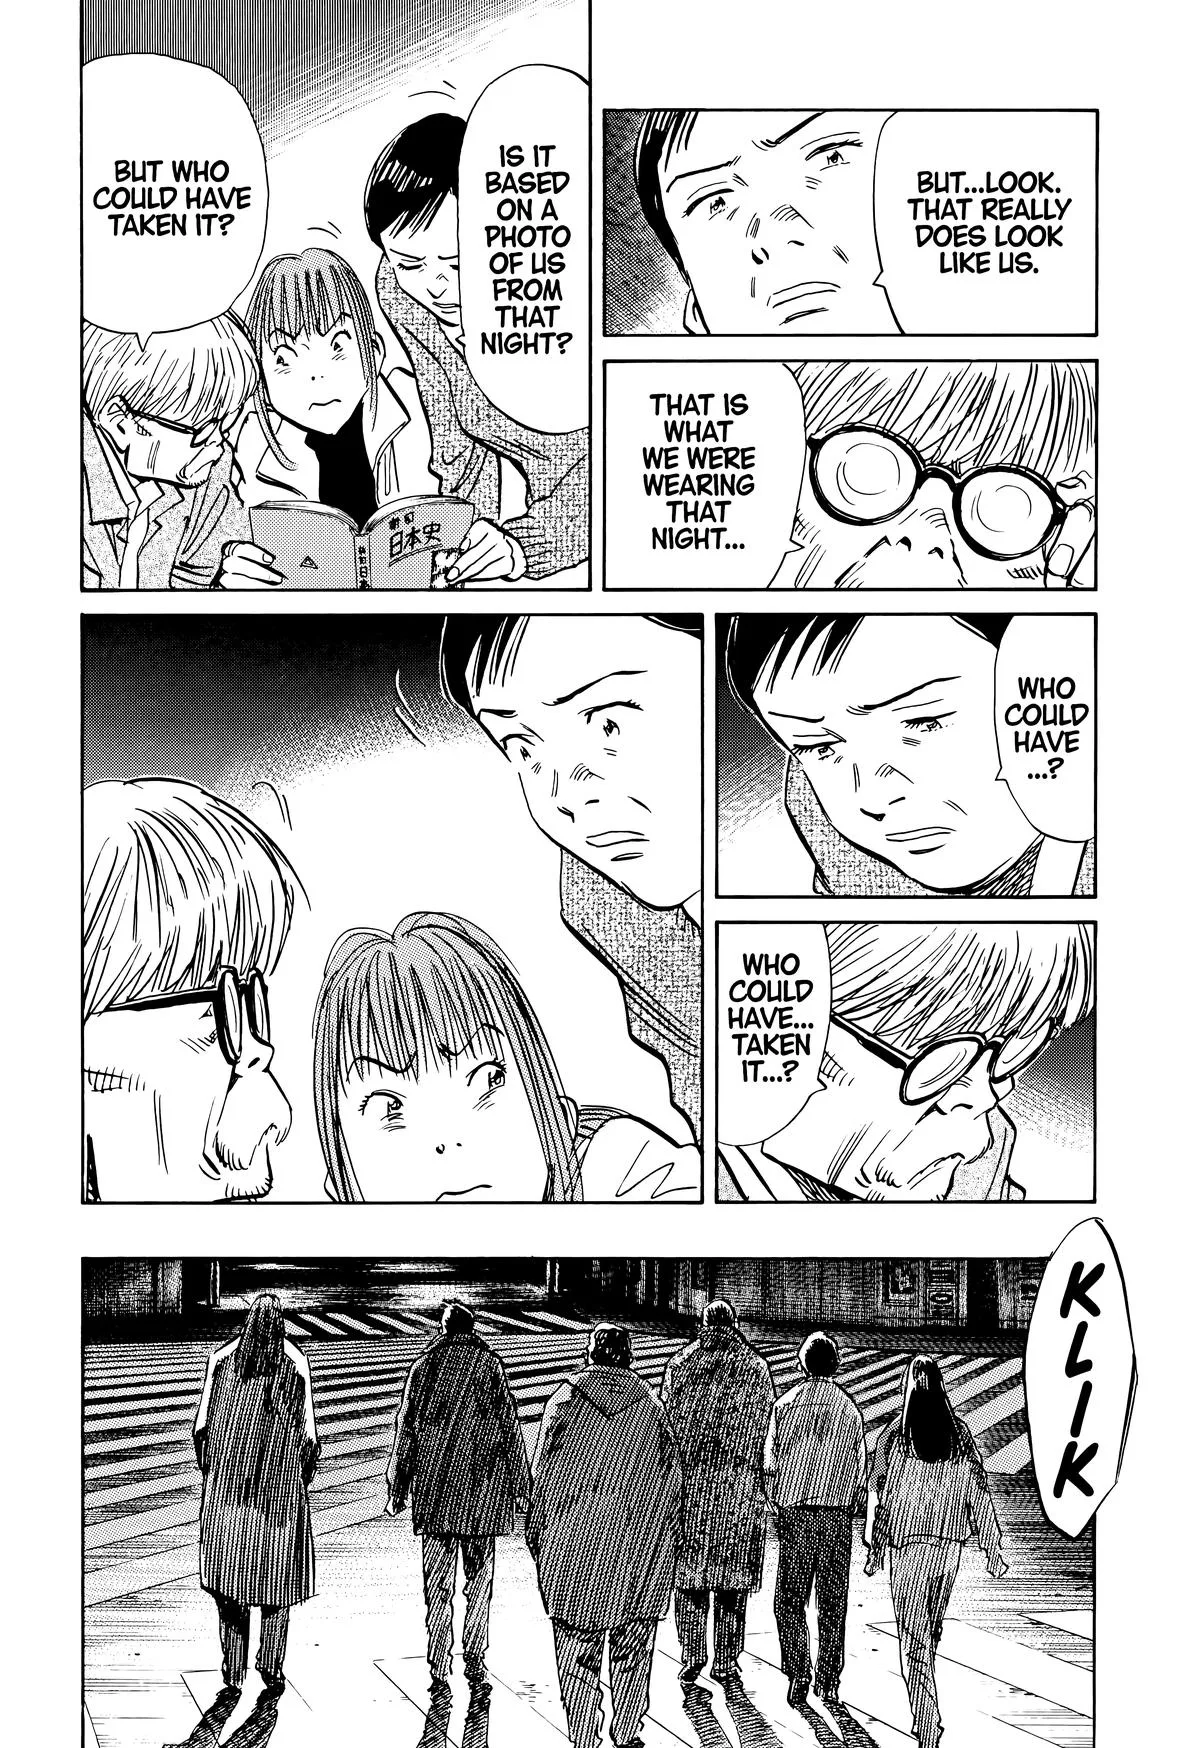 BUT...LOOK.
THAT REALLY
DOES LOOK
LIKE US.
THAT IS
WHAT
WE WERE
WEARING
THAT
NIGHT...
IS IT
BASED
ON A
PHOTO
OF US
FROM
THAT
NIGHT?
BUT WHO
COULD HAVE
TAKEN IT?
日本史
WHO
COULD
HAVE
...?
WHO
COULD
HAVE...
TAKEN
IT...?
KLIK